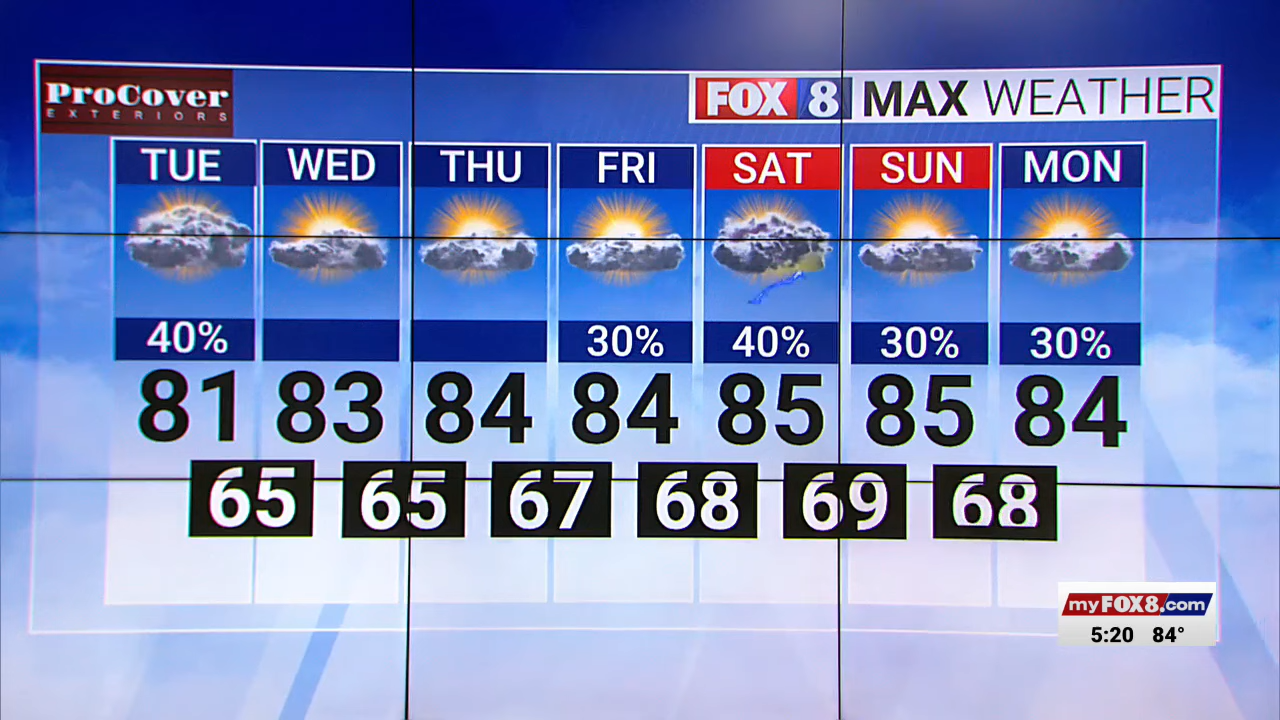 ProCover
EXTERIORS
FOX 8 MAX WEATHER
TUE WED THU FRI SAT SUN MON
40% 30% 40% 30% 30%
81 83 84 84 85 85 84
65 65 67 68 69 68
myFOX8.com
5:20 84°